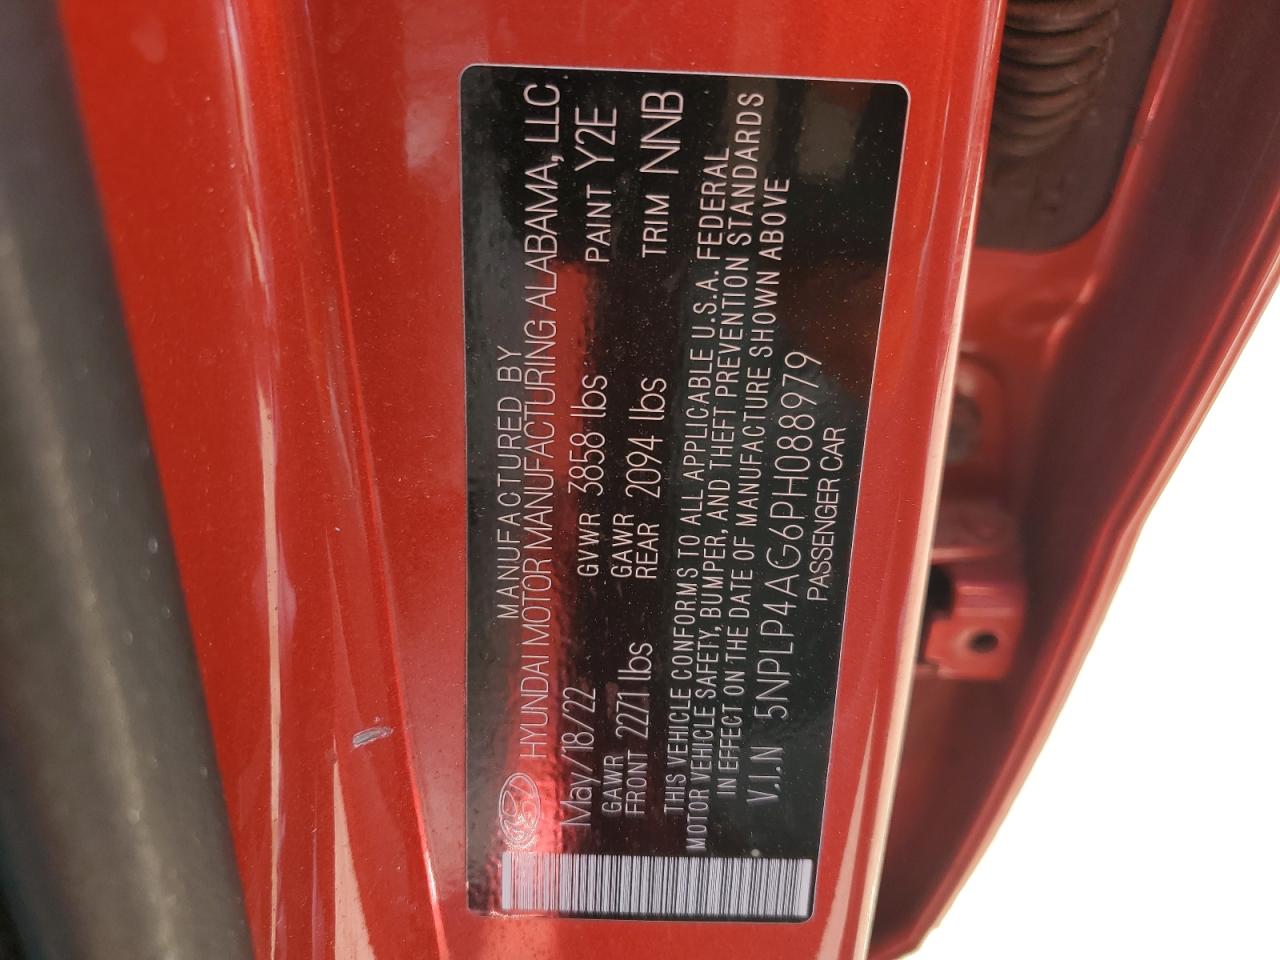 MANUFACTURED BY
HYUNDAI MOTOR MANUFACTURING ALABAMA, LLC
May/18/22 GVWR 3858 lbs PAINT Y2E
GAWR FRONT 2271 lbs GAWR REAR 2094 lbs TRIM NNB
THIS VEHICLE CONFORMS TO ALL APPLICABLE U.S.A. FEDERAL
MOTOR VEHICLE SAFETY, BUMPER, AND THEFT PREVENTION STANDARDS
IN EFFECT ON THE DATE OF MANUFACTURE SHOWN ABOVE
V.I.N 5NPLP4AG6PH088979
PASSENGER CAR